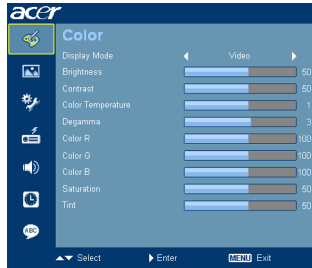 acer
Color
Display Mode Video
Brightness 50
Contrast 50
Color Temperature 1
Degamma 3
Color R 100
Color G 100
Color B 100
Saturation 50
Tint 50
ABC
Select Enter MENU Exit